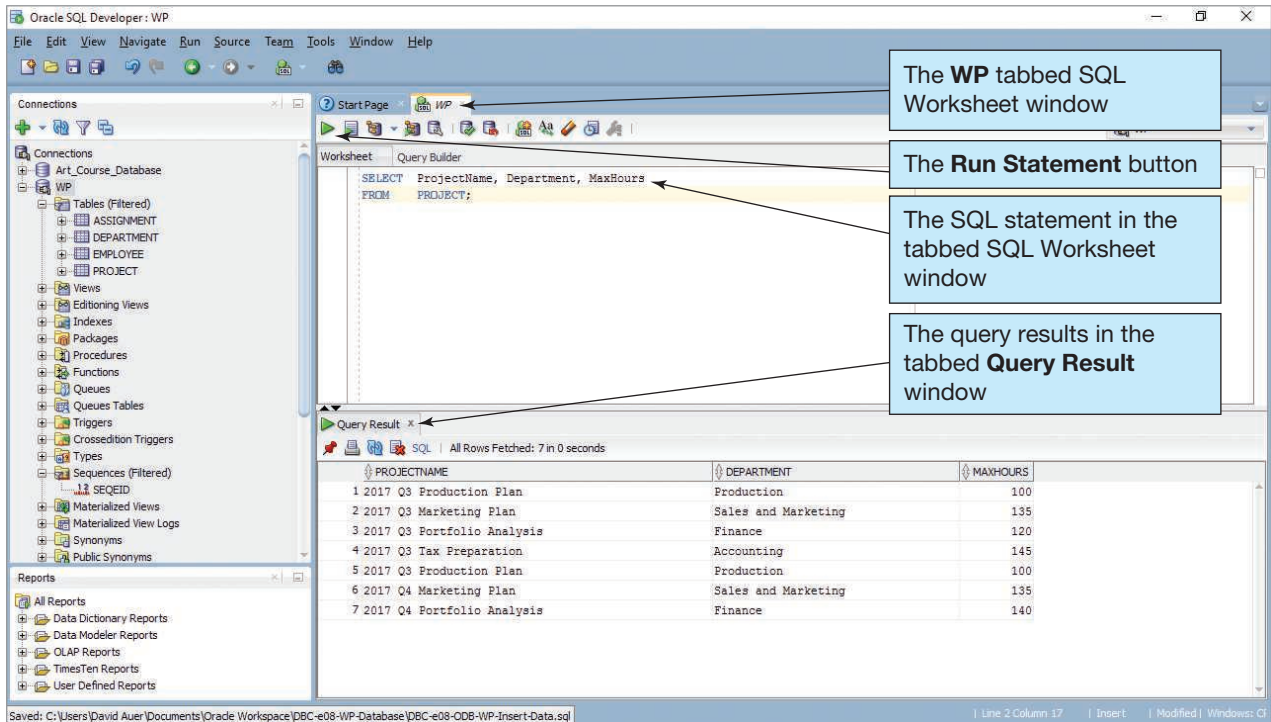 Oracle SQL Developer : WP
File Edit View Navigate Run Source Team Tools Window Help
Connections
Connections
Art_Course_Database
WP
Tables (Filtered)
ASSIGNMENT
DEPARTMENT
EMPLOYEE
PROJECT
Views
Editioning Views
Indexes
Packages
Procedures
Functions
Queues
Queues Tables
Triggers
Crossedition Triggers
Types
Sequences (Filtered)
SEQEID
Materialized Views
Materialized View Logs
Synonyms
Public Synonyms
Reports
All Reports
Data Dictionary Reports
Data Modeler Reports
OLAP Reports
TimesTen Reports
User Defined Reports
Start Page WP
Worksheet Query Builder
SELECT ProjectName, Department, MaxHours
FROM PROJECT;
The WP tabbed SQL
Worksheet window
The Run Statement button
The SQL statement in the
tabbed SQL Worksheet
window
The query results in the
tabbed Query Result
window
Query Result
SQL | All Rows Fetched: 7 in 0 seconds
PROJECTNAME DEPARTMENT MAXHOURS
1 2017 Q3 Production Plan Production 100
2 2017 Q3 Marketing Plan Sales and Marketing 135
3 2017 Q3 Portfolio Analysis Finance 120
4 2017 Q3 Tax Preparation Accounting 145
5 2017 Q3 Production Plan Production 100
6 2017 Q4 Marketing Plan Sales and Marketing 135
7 2017 Q4 Portfolio Analysis Finance 140
Saved: C:\Users\David Auer\Documents\Oracle Workspace\DBC-e08-WP-Database\DBC-e08-ODB-WP-Insert-Data.sql
| Line 2 Column 17 | Insert | Modified | Windows: